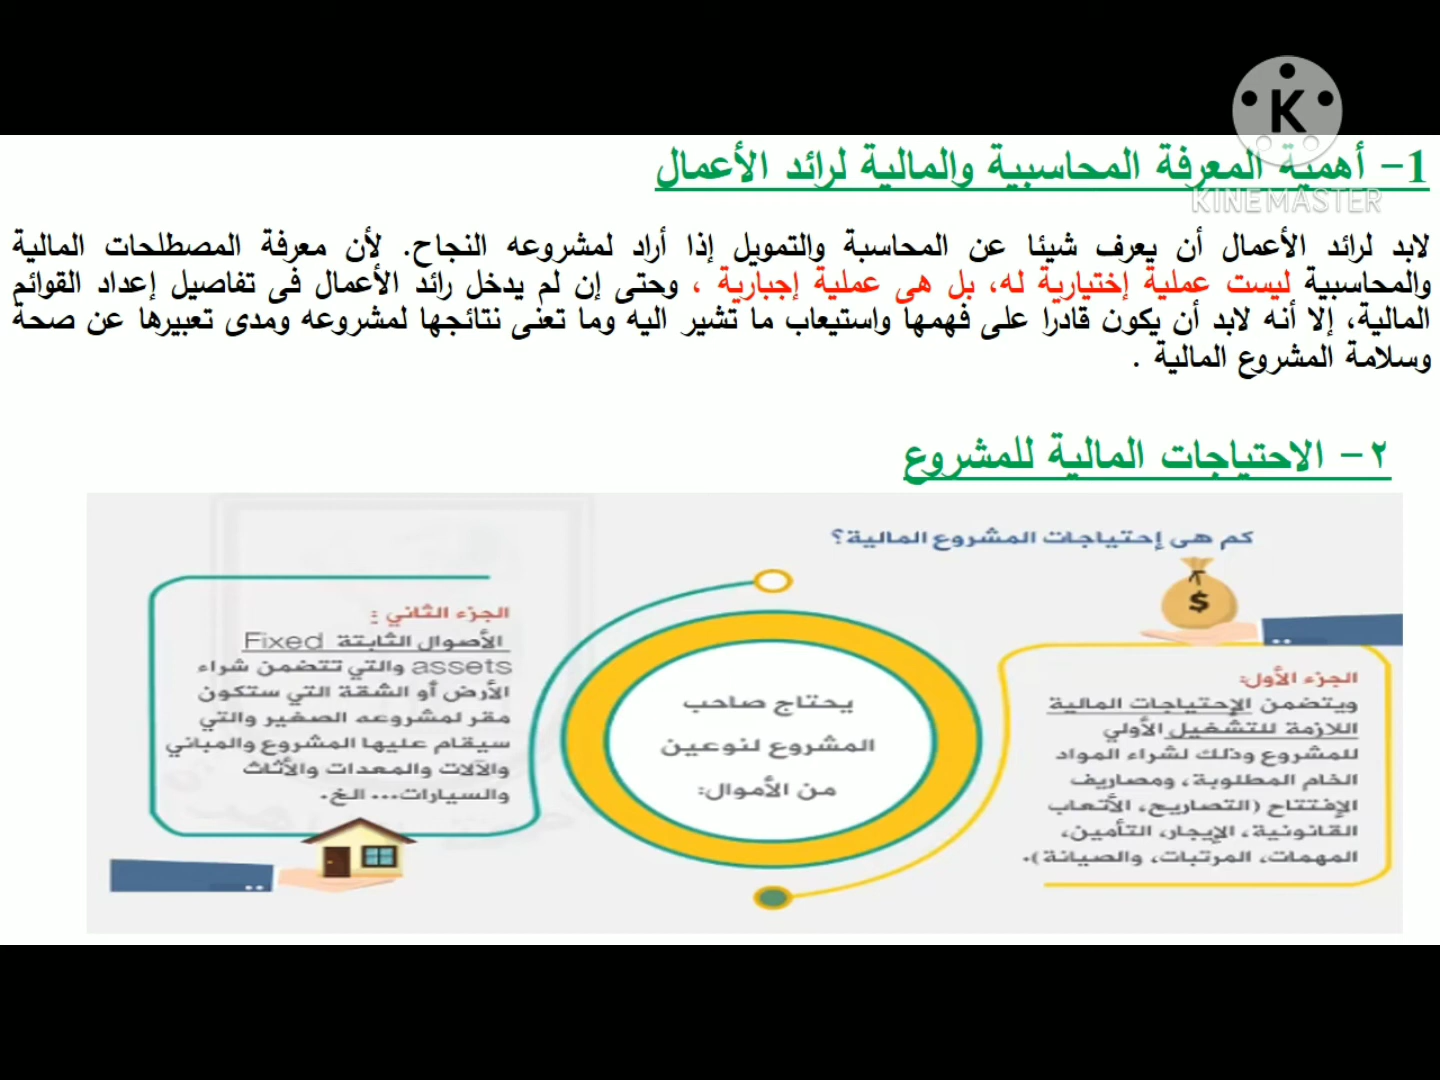 K
KINEMASTER
1- أهمية المعرفة المحاسبية والمالية لرائد الأعمال
لابد لرائد الأعمال أن يعرف شيئا عن المحاسبة والتمويل إذا أراد لمشروعه النجاح. لأن معرفة المصطلحات المالية
والمحاسبية ليست عملية إختيارية له، بل هى عملية إجبارية ، وحتى إن لم يدخل رائد الأعمال فى تفاصيل إعداد القوائم
المالية، إلا أنه لابد أن يكون قادرا على فهمها واستيعاب ما تشير اليه وما تعنى نتائجها لمشروعه ومدى تعبيرها عن صحة
وسلامة المشروع المالية .
٢- الاحتياجات المالية للمشروع
كم هى إحتياجات المشروع المالية؟
$
الجزء الأول:
ويتضمن الإحتياجات المالية
اللازمة للتشغيل الأولي
للمشروع وذلك لشراء المواد
الخام المطلوبة، ومصاريف
الإفتتاح (التصاريح، الأتعاب
القانونية، الإيجار، التأمين،
المهمات، المرتبات، والصيانة).
يحتاج صاحب
المشروع لنوعين
من الأموال:
الجزء الثاني :
الأصوال الثابتة Fixed
assets والتي تتضمن شراء
الأرض أو الشقة التي ستكون
مقر لمشروعه الصغير والتي
سيقام عليها المشروع والمباني
والآلات والمعدات والأثاث
والسيارات... الخ.